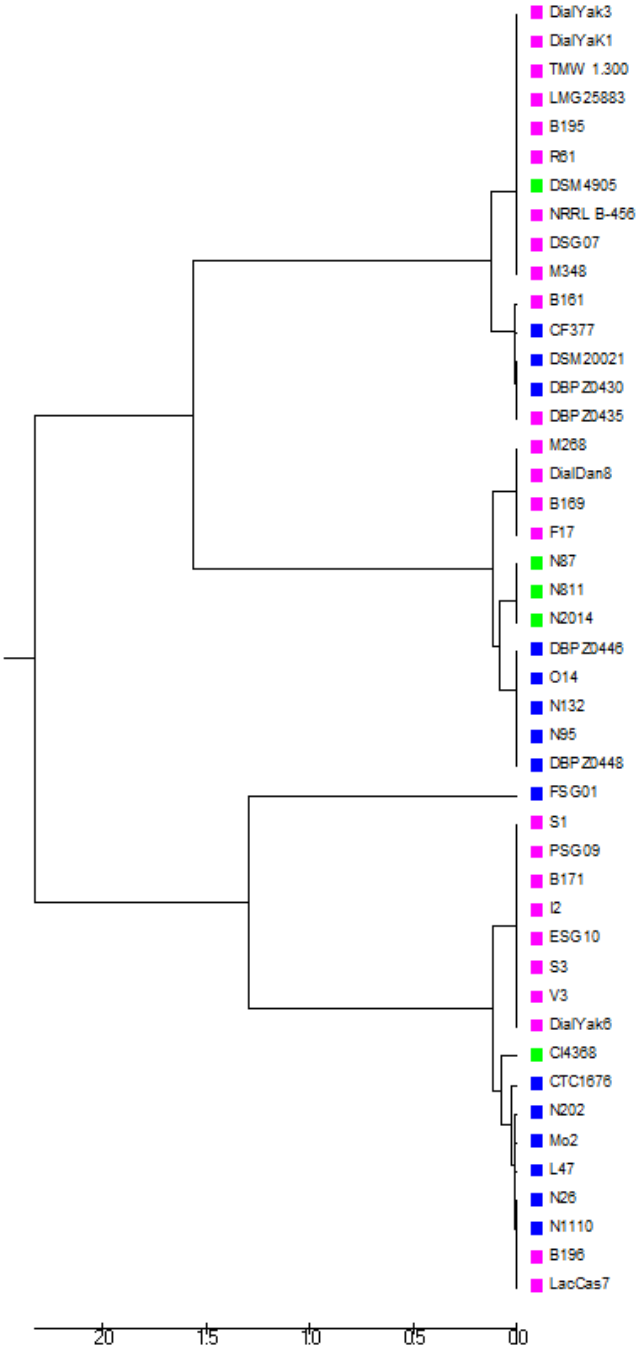 DialYak3
DialYaK1
TMW 1.300
LMG25883
B195
R61
DSM4905
NRRL B-456
DSG07
M348
B161
CF377
DSM20021
DBPZ0430
DBPZ0435
M268
DialDan8
B169
F17
N87
N811
N2014
DBPZ0446
O14
N132
N95
DBPZ0448
FSG01
S1
PSG09
B171
I2
ESG10
S3
V3
DialYak6
Cl4368
CTC1676
N202
Mo2
L47
N26
N1110
B196
LacCas7
2.0 1.5 1.0 0.5 0.0